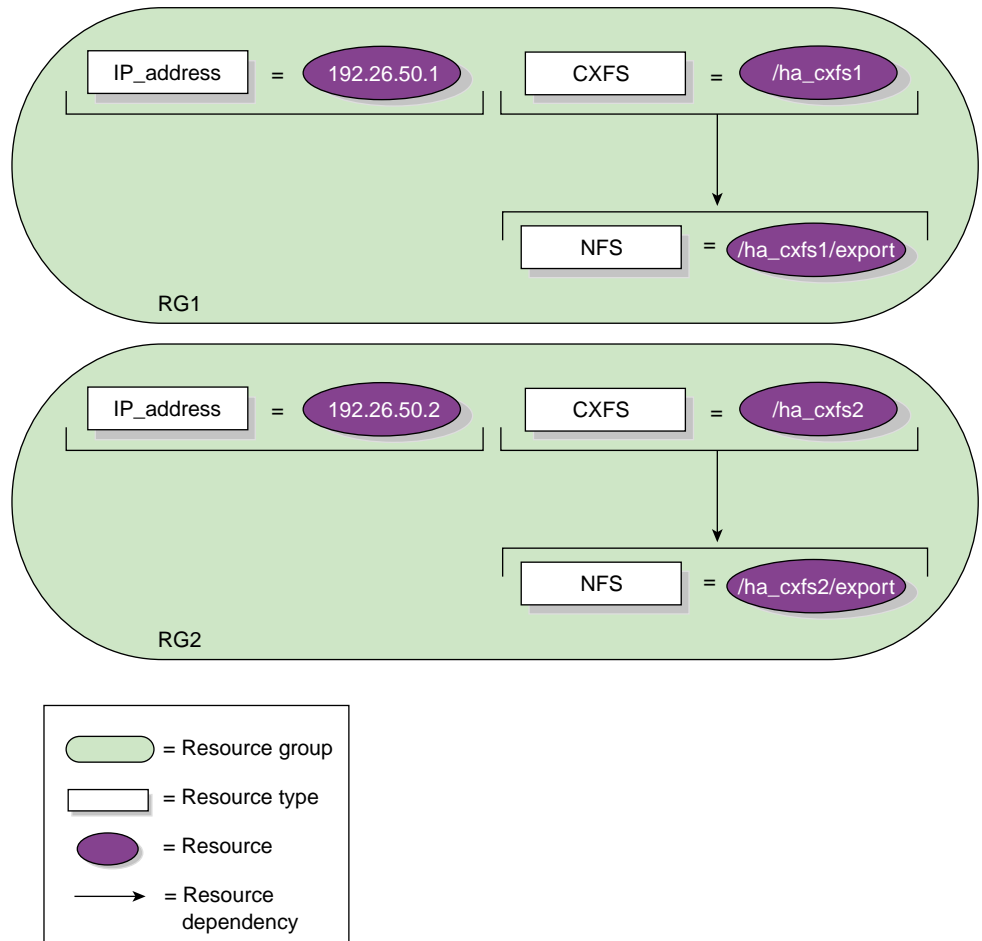 IP_address = 192.26.50.1 CXFS = /ha_cxfs1
NFS = /ha_cxfs1/export
RG1
IP_address = 192.26.50.2 CXFS = /ha_cxfs2
NFS = /ha_cxfs2/export
RG2
= Resource group
= Resource type
= Resource
= Resource
dependency